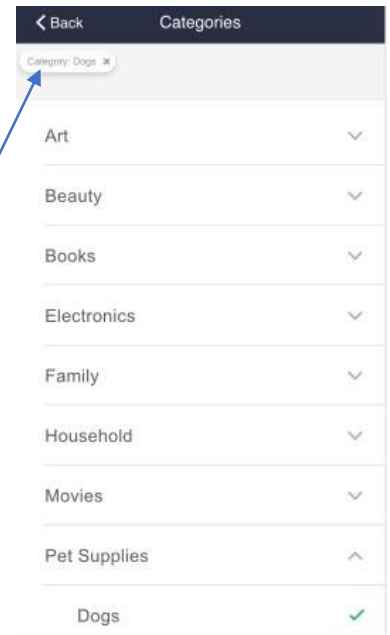 Back Categories
Category: Dogs ×
Art
Beauty
Books
Electronics
Family
Household
Movies
Pet Supplies
Dogs